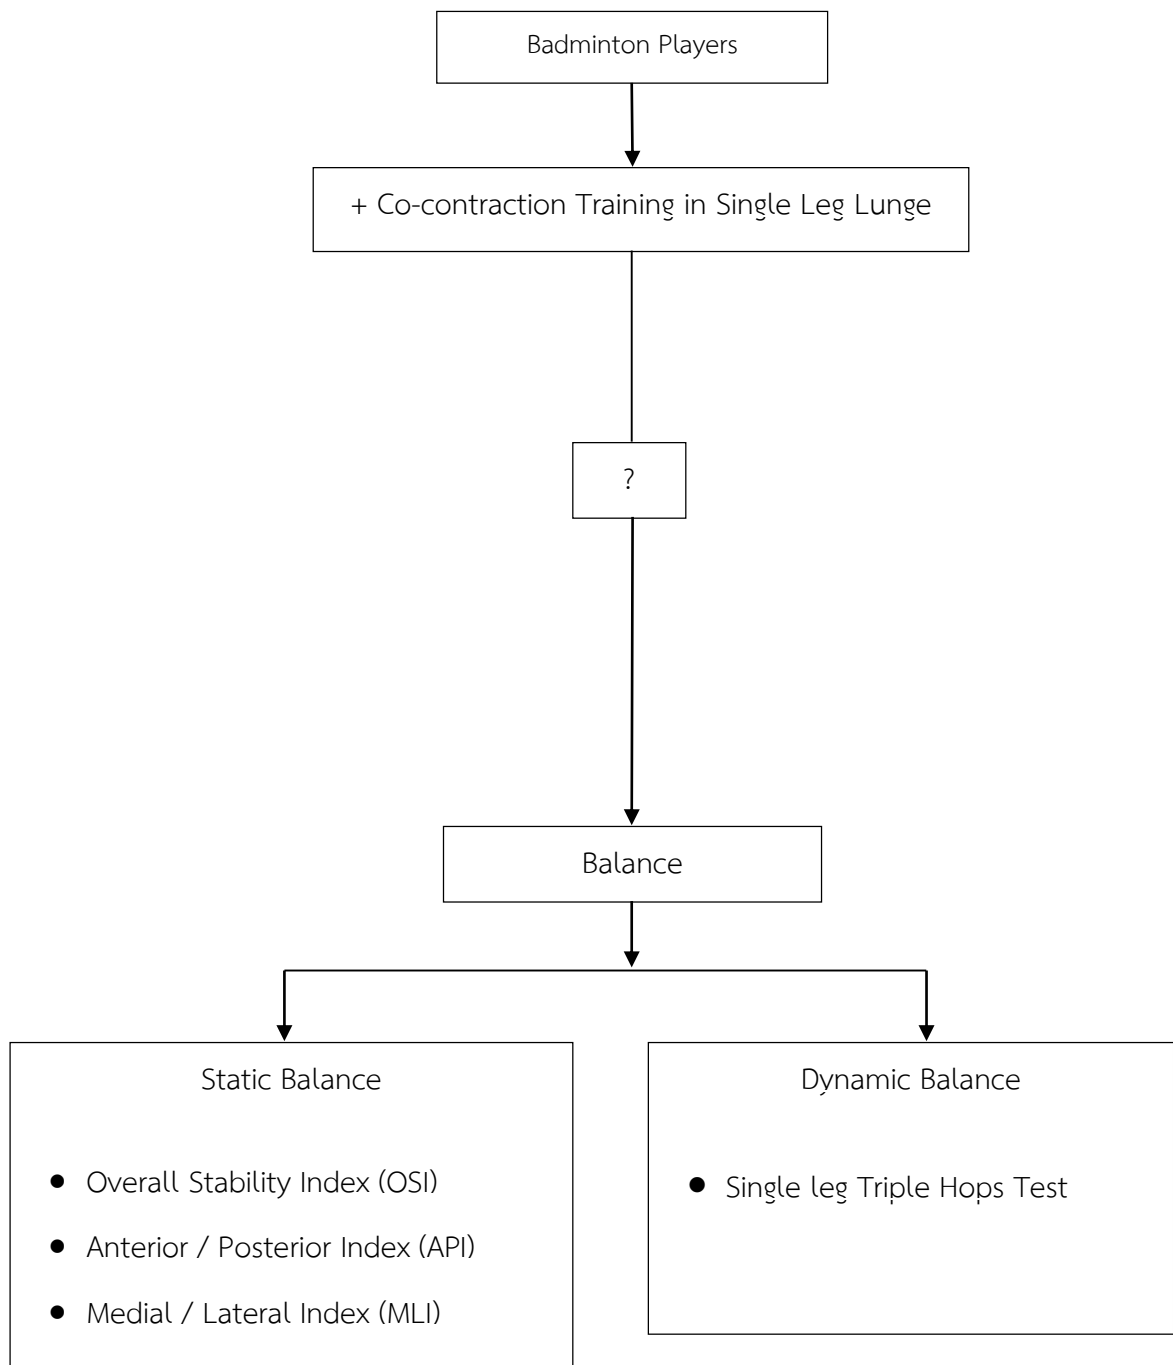 Badminton Players
+ Co-contraction Training in Single Leg Lunge
?
Balance
Static Balance
● Overall Stability Index (OSI)
● Anterior / Posterior Index (API)
● Medial / Lateral Index (MLI)
Dynamic Balance
● Single leg Triple Hops Test